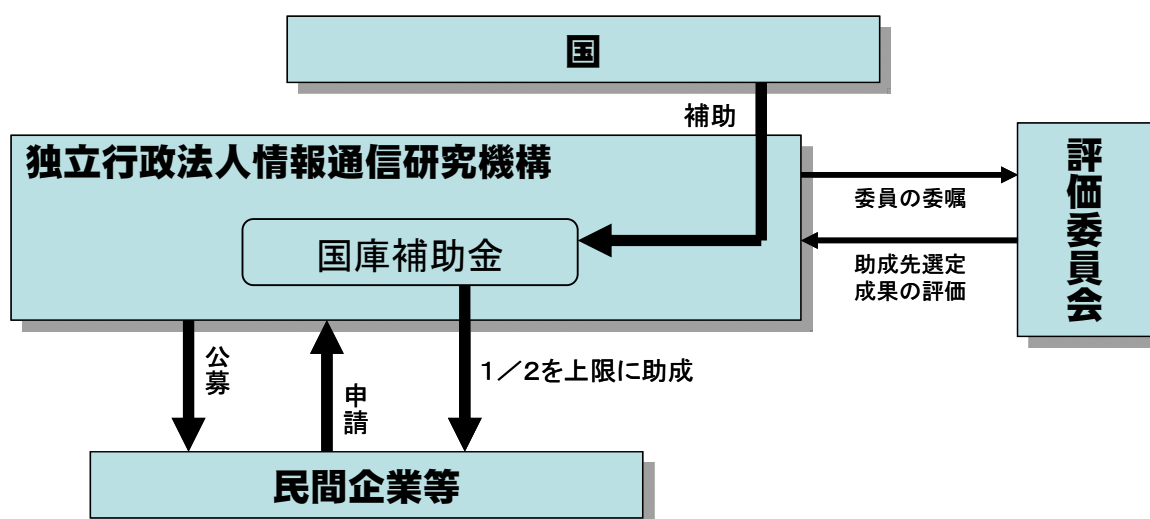 国
補助
独立行政法人情報通信研究機構
国庫補助金
委員の委嘱
助成先選定
成果の評価
評価委員会
公募
申請
1/2を上限に助成
民間企業等